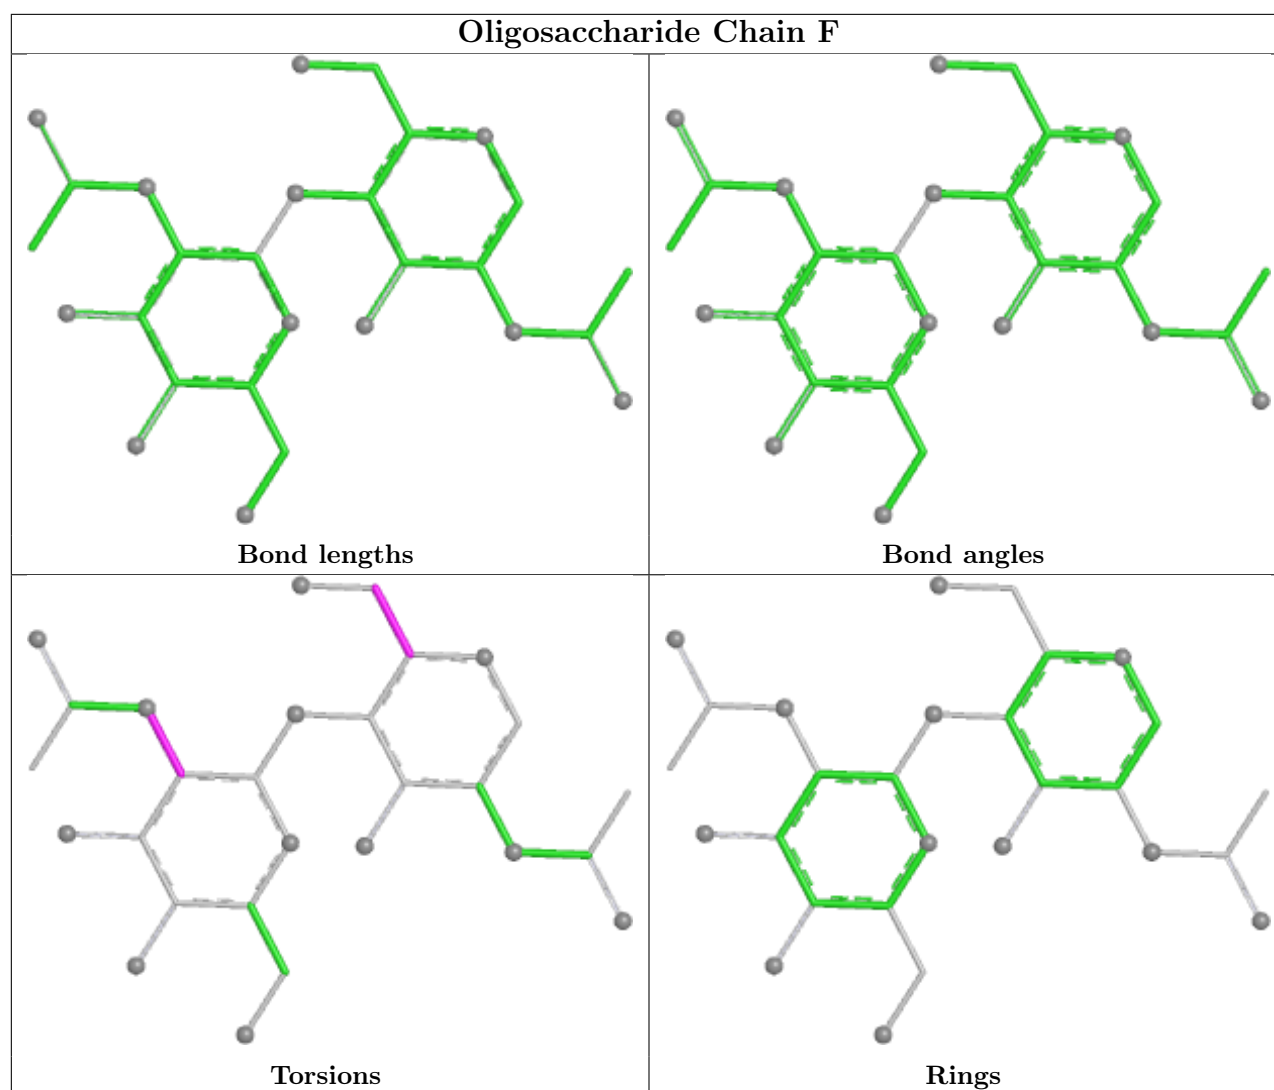 Oligosaccharide Chain F
Bond lengths
Bond angles
Torsions
Rings